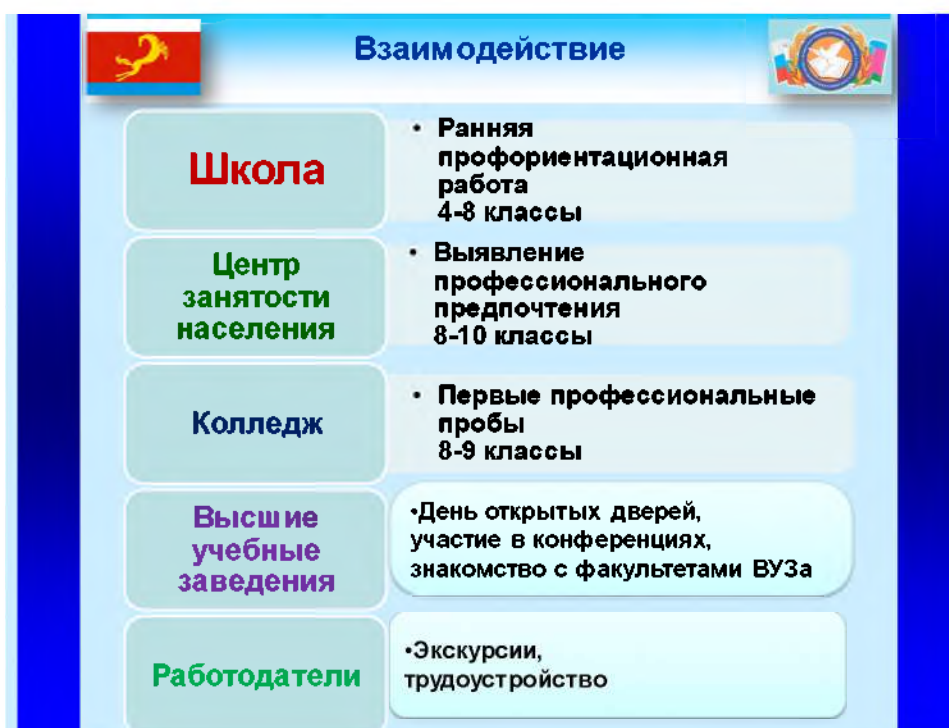 Взаимодействие
Школа
• Ранняя
профориентационная
работа
4-8 классы
Центр
занятости
населения
• Выявление
профессионального
предпочтения
8-10 классы
Колледж
• Первые профессиональные
пробы
8-9 классы
Высшие
учебные
заведения
•День открытых дверей,
участие в конференциях,
знакомство с факультетами ВУЗа
Работодатели
•Экскурсии,
трудоустройство